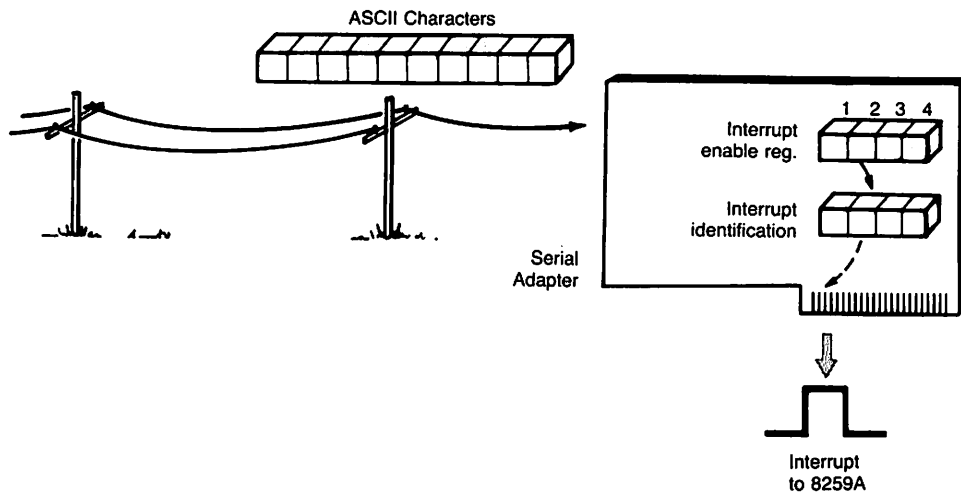 ASCII Characters
1 2 3 4
Interrupt
enable reg.
Interrupt
identification
Serial
Adapter
Interrupt
to 8259A